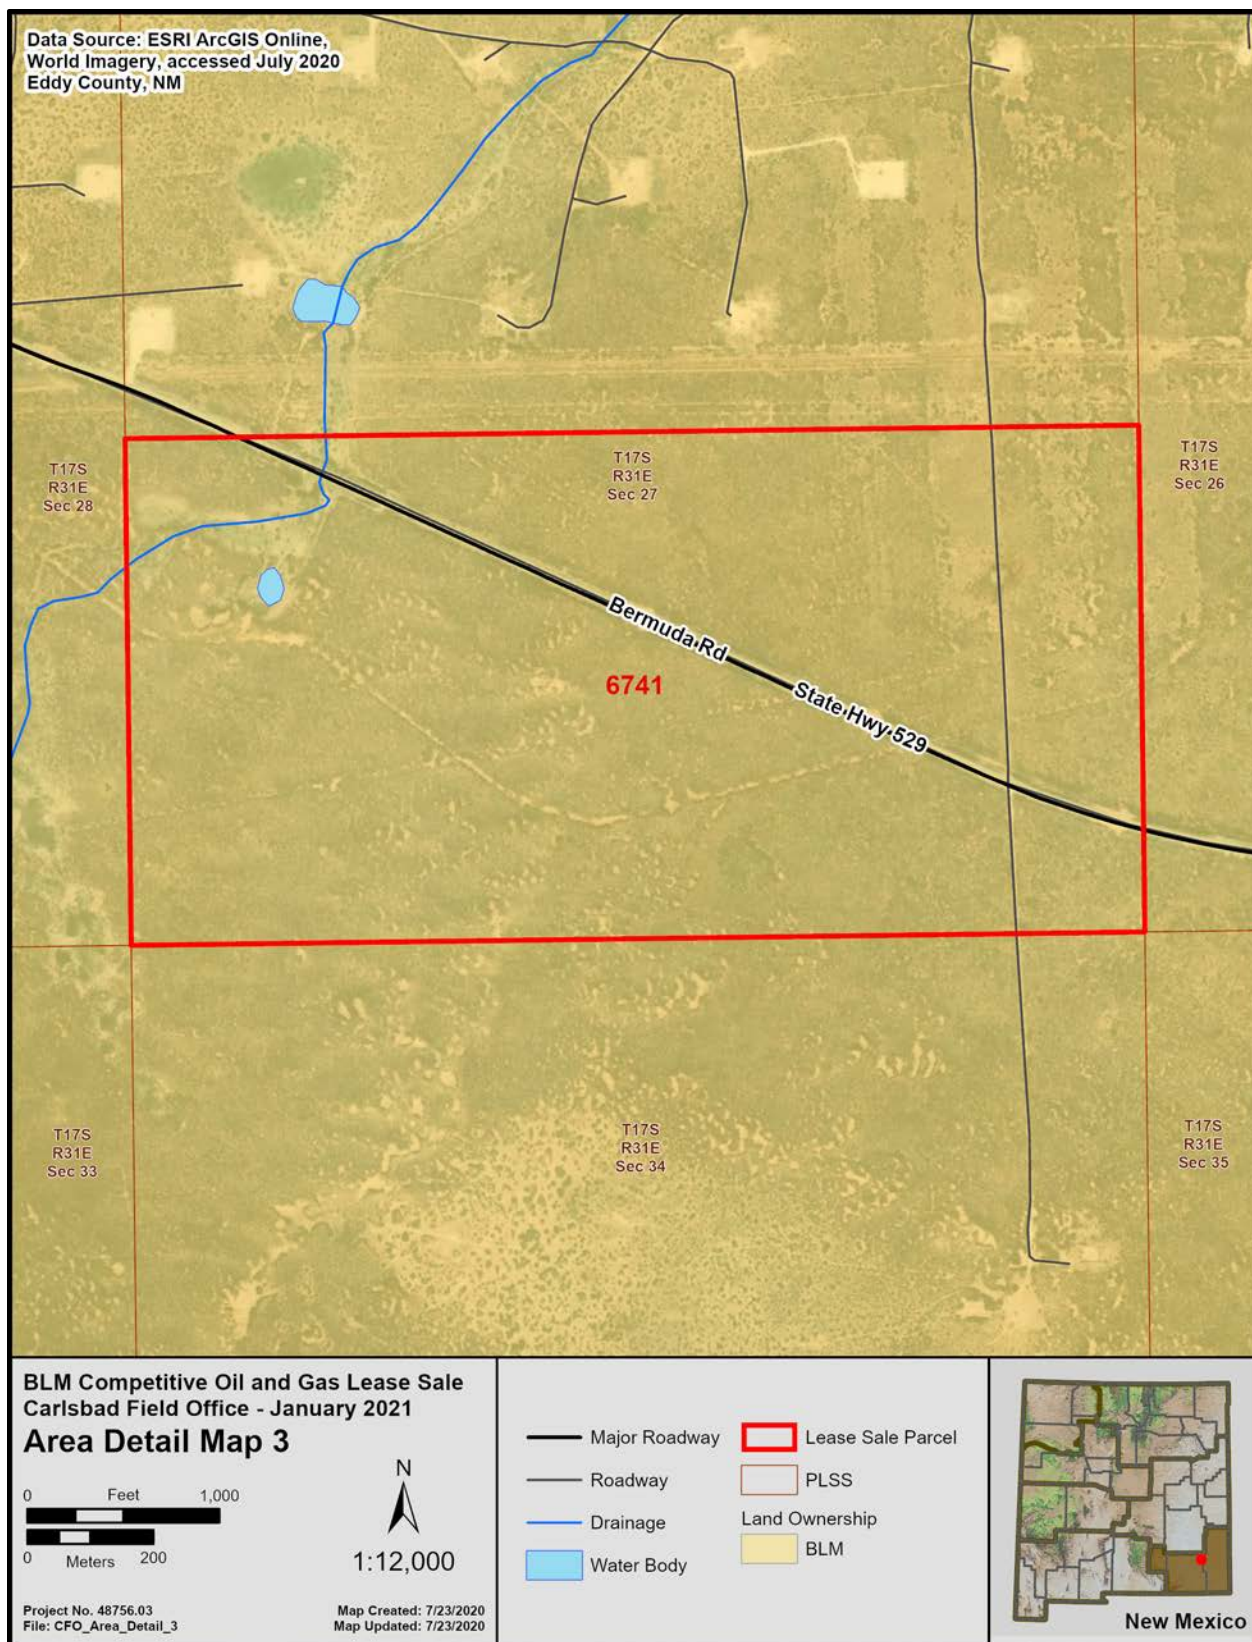 Data Source: ESRI ArcGIS Online,
World Imagery, accessed July 2020
Eddy County, NM
T17S
R31E
Sec 28
T17S
R31E
Sec 27
T17S
R31E
Sec 26
Bermuda Rd
State Hwy 529
6741
T17S
R31E
Sec 33
T17S
R31E
Sec 34
T17S
R31E
Sec 35
BLM Competitive Oil and Gas Lease Sale
Carlsbad Field Office - January 2021
Area Detail Map 3
0 Feet 1,000
0 Meters 200
N
1:12,000
Project No. 48756.03
File: CFO_Area_Detail_3
Map Created: 7/23/2020
Map Updated: 7/23/2020
Major Roadway
Roadway
Drainage
Water Body
Lease Sale Parcel
PLSS
Land Ownership
BLM
New Mexico